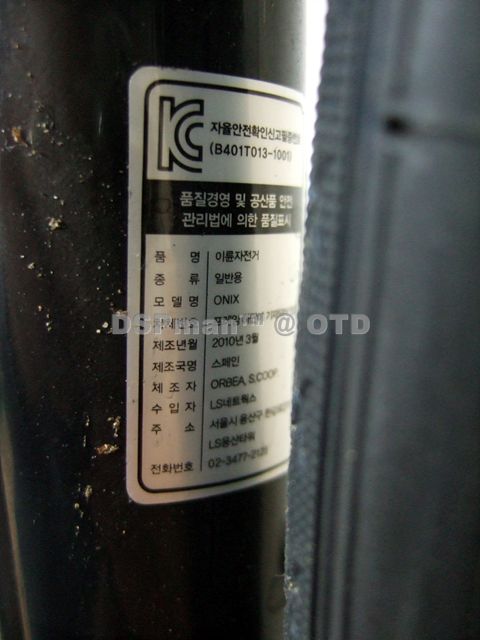 KC 자율안전확인신고필증번호
(B401T013-1001)
품질경영 및 공산품 안전
관리법에 의한 품질표시
품 명 이륜자전거
종 류 일반용
모 델 명 ONIX
DSPman™ @ OTD
제조년월 2010년 3월
제조국명 스페인
제 조 자 ORBEA, S.COOP
수 입 자 LS네트웍스
주 소 서울시 용산구
LS용산타워
전화번호 02-3477-2121